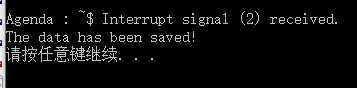 Agenda : ~$ Interrupt signal (2) received.
The data has been saved!
请按任意键继续. . .